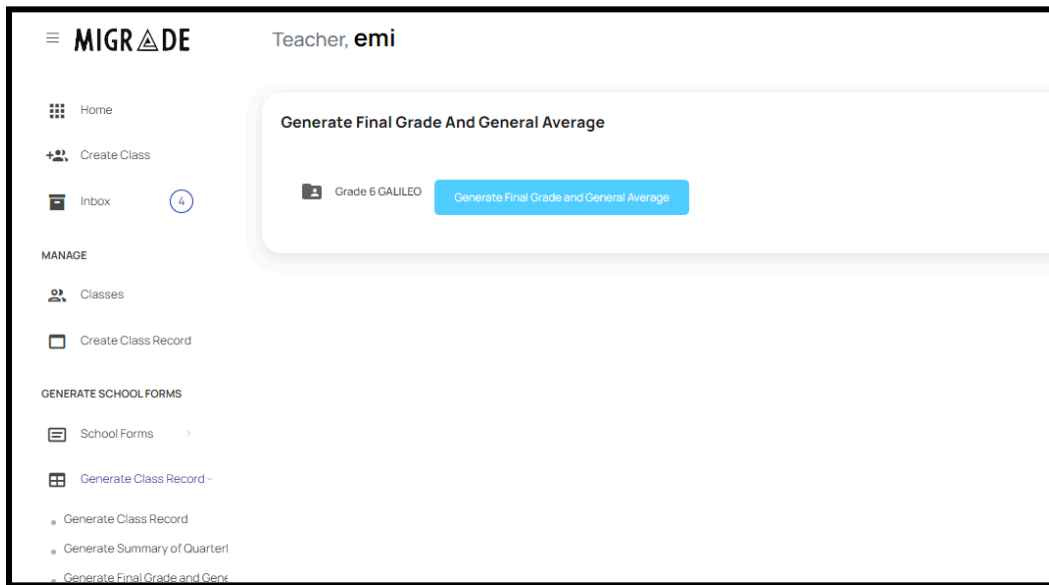 MIGRADE
Teacher, emi
Home
Create Class
Inbox 4
MANAGE
Classes
Create Class Record
GENERATE SCHOOL FORMS
School Forms
Generate Class Record
Generate Class Record
Generate Summary of Quarterl
Generate Final Grade and Gene
Generate Final Grade And General Average
Grade 6 GALILEO Generate Final Grade and General Average